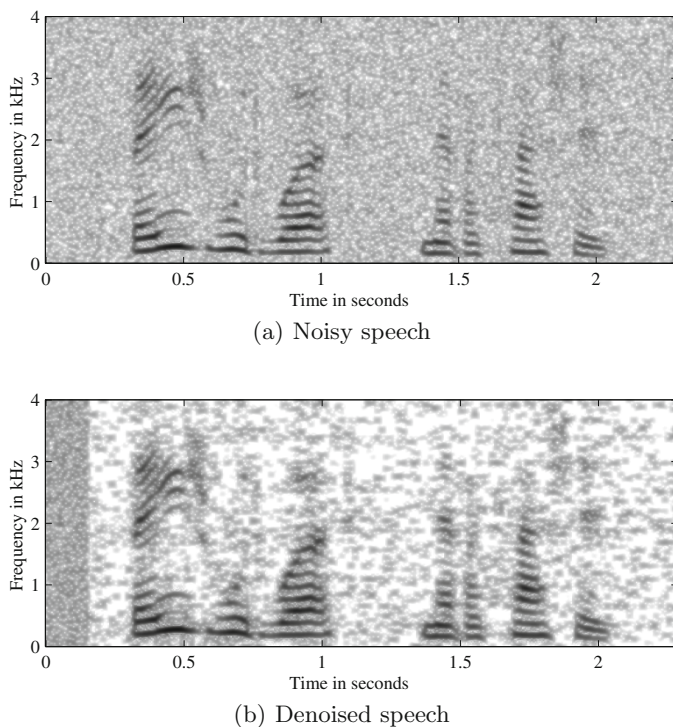 4
3
Frequency in kHz
2
1
0
0 0.5 1 1.5 2
Time in seconds
(a) Noisy speech
4
3
Frequency in kHz
2
1
0
0 0.5 1 1.5 2
Time in seconds
(b) Denoised speech